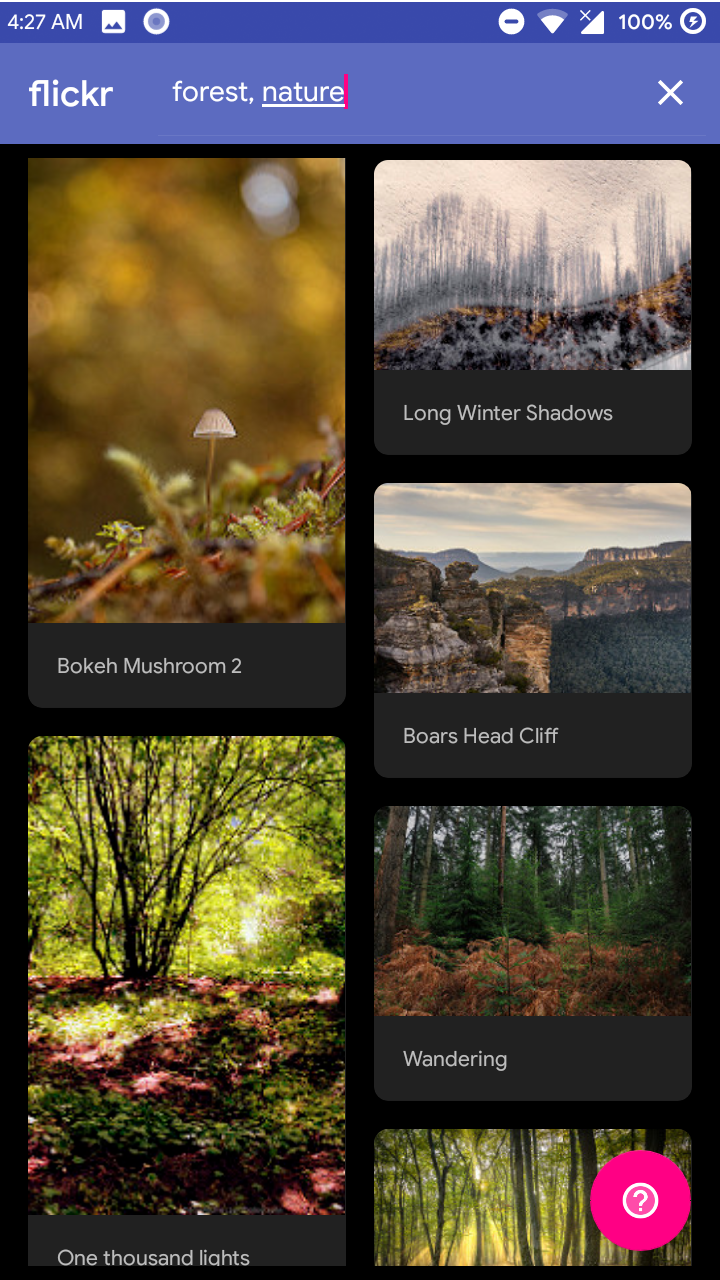 4:27 AM 100%
flickr forest, nature
Long Winter Shadows
Bokeh Mushroom 2
Boars Head Cliff
Wandering
One thousand lights